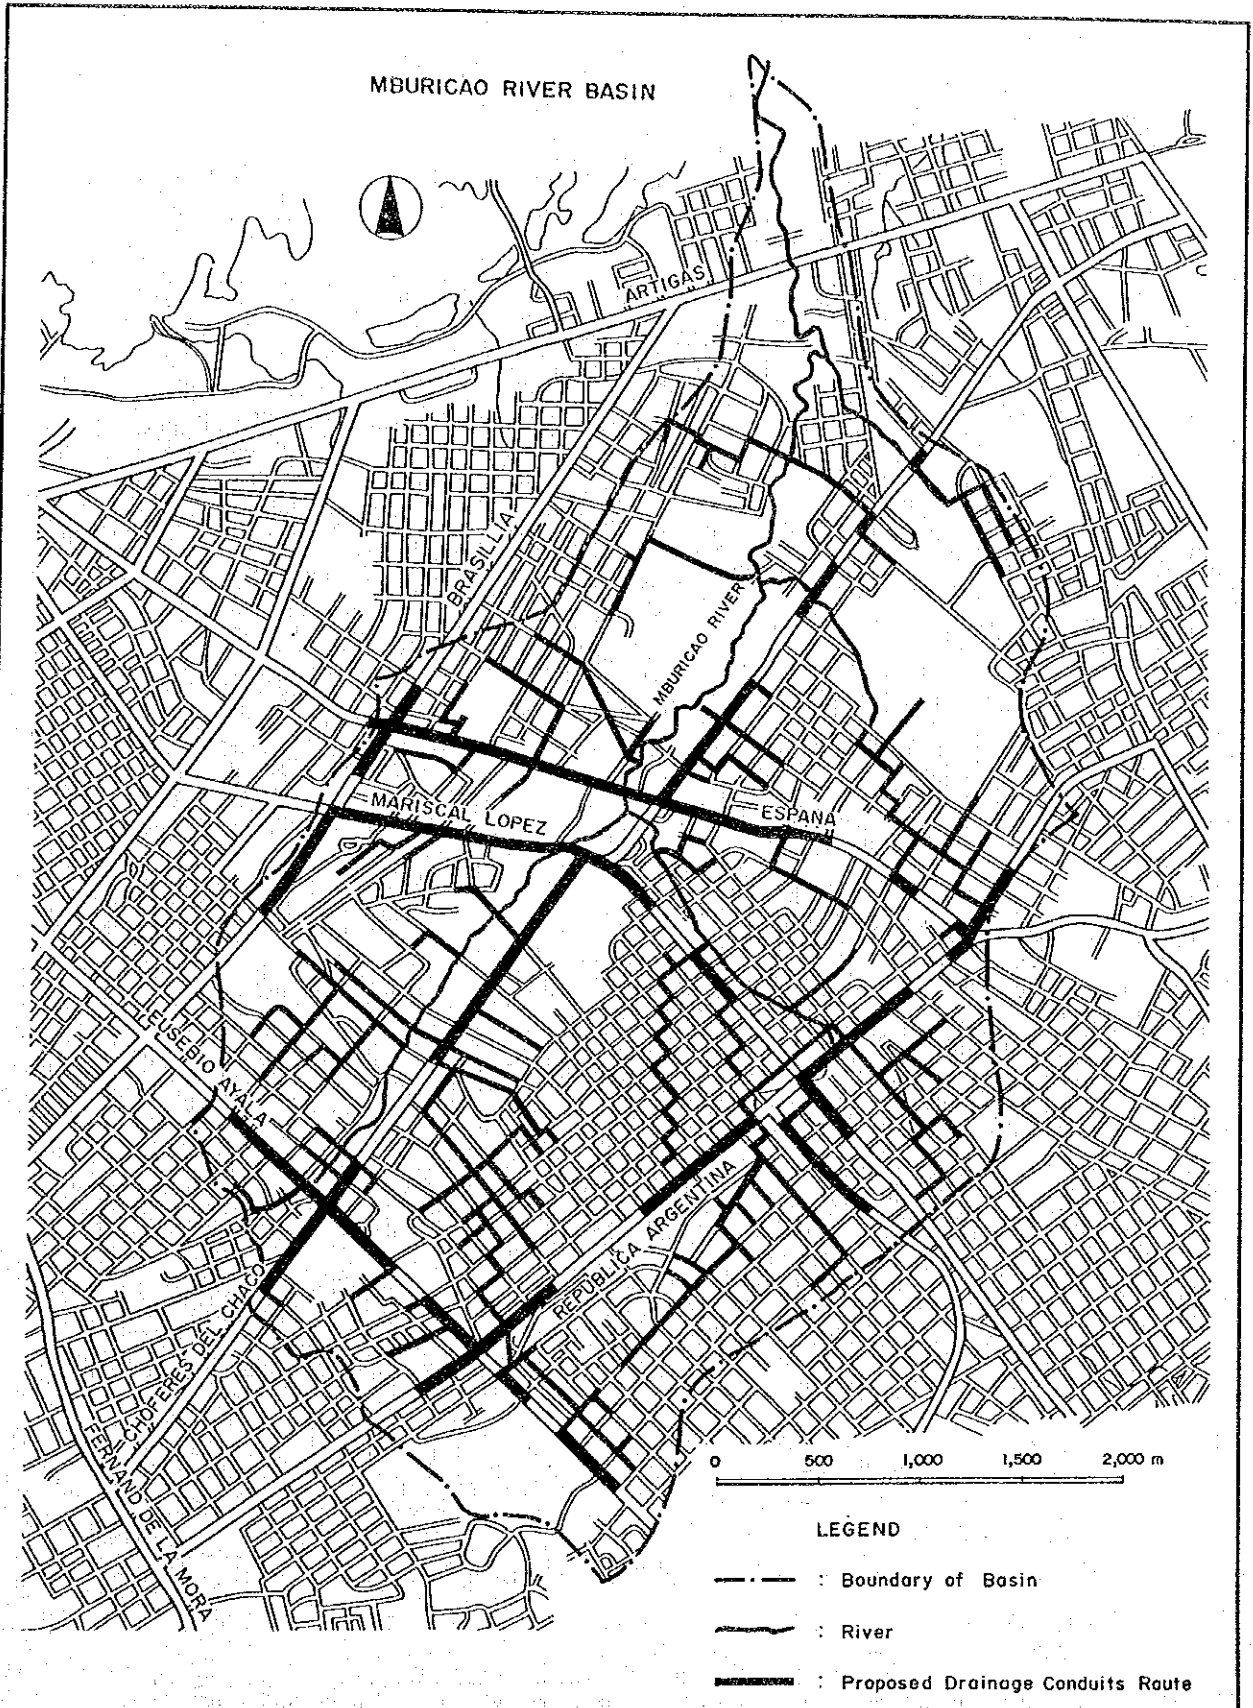 MBURICAO RIVER BASIN
ARTIGAS
BRASILIA
MBURICAO RIVER
MARISCAL LOPEZ
ESPANA
EUSEBIO AYALA
REPUBLICA ARGENTINA
CHOFERES DEL CHACO
FERNAND DE LA MORA
0 500 1,000 1,500 2,000 m
LEGEND
: Boundary of Basin
: River
: Proposed Drainage Conduits Route